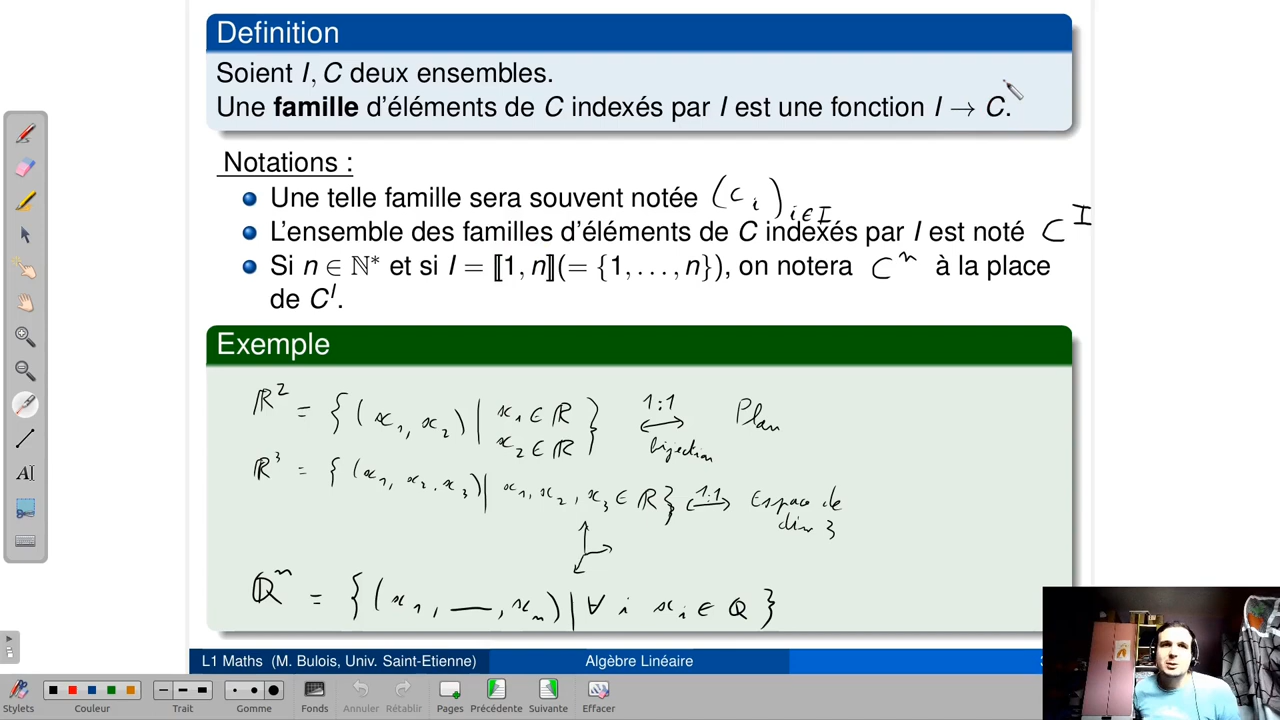 Definition
Soient I, C deux ensembles.
Une famille d'éléments de C indexés par I est une fonction I → C.
Notations :
Une telle famille sera souvent notée (c_i)_{i∈I}
L'ensemble des familles d'éléments de C indexés par I est noté C^I
Si n ∈ ℕ* et si I = ⟦1, n⟧(= {1, . . . , n}), on notera C^n à la place
de C^I.
Exemple
ℝ² = {(x₁, x₂) | x₁ ∈ ℝ x₂ ∈ ℝ} 1:1 ⟷ bijection Plan
ℝ³ = {(x₁, x₂, x₃) | x₁, x₂, x₃ ∈ ℝ} 1:1 ⟷ Espace de
dim 3
ℚ^n = {(x₁, —, x_n) | ∀ i x_i ∈ ℚ}
L1 Maths (M. Bulois, Univ. Saint-Etienne) Algèbre Linéaire
Stylets Couleur Trait Gomme Fonds Annuler Rétablir Pages Précédente Suivante Effacer